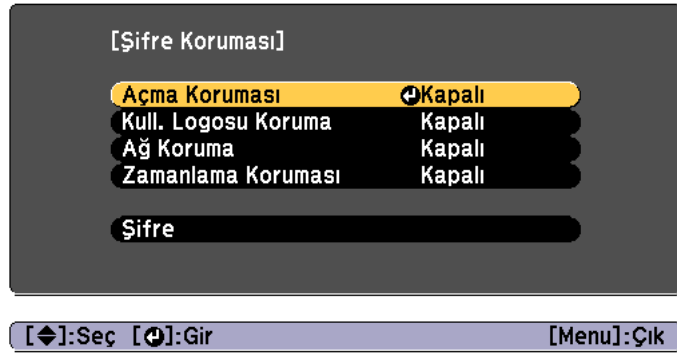 [Şifre Koruması]
Açma Koruması Kapalı
Kull. Logosu Koruma Kapalı
Ağ Koruma Kapalı
Zamanlama Koruması Kapalı
Şifre
[◆]:Seç [↵]:Gir [Menu]:Çık